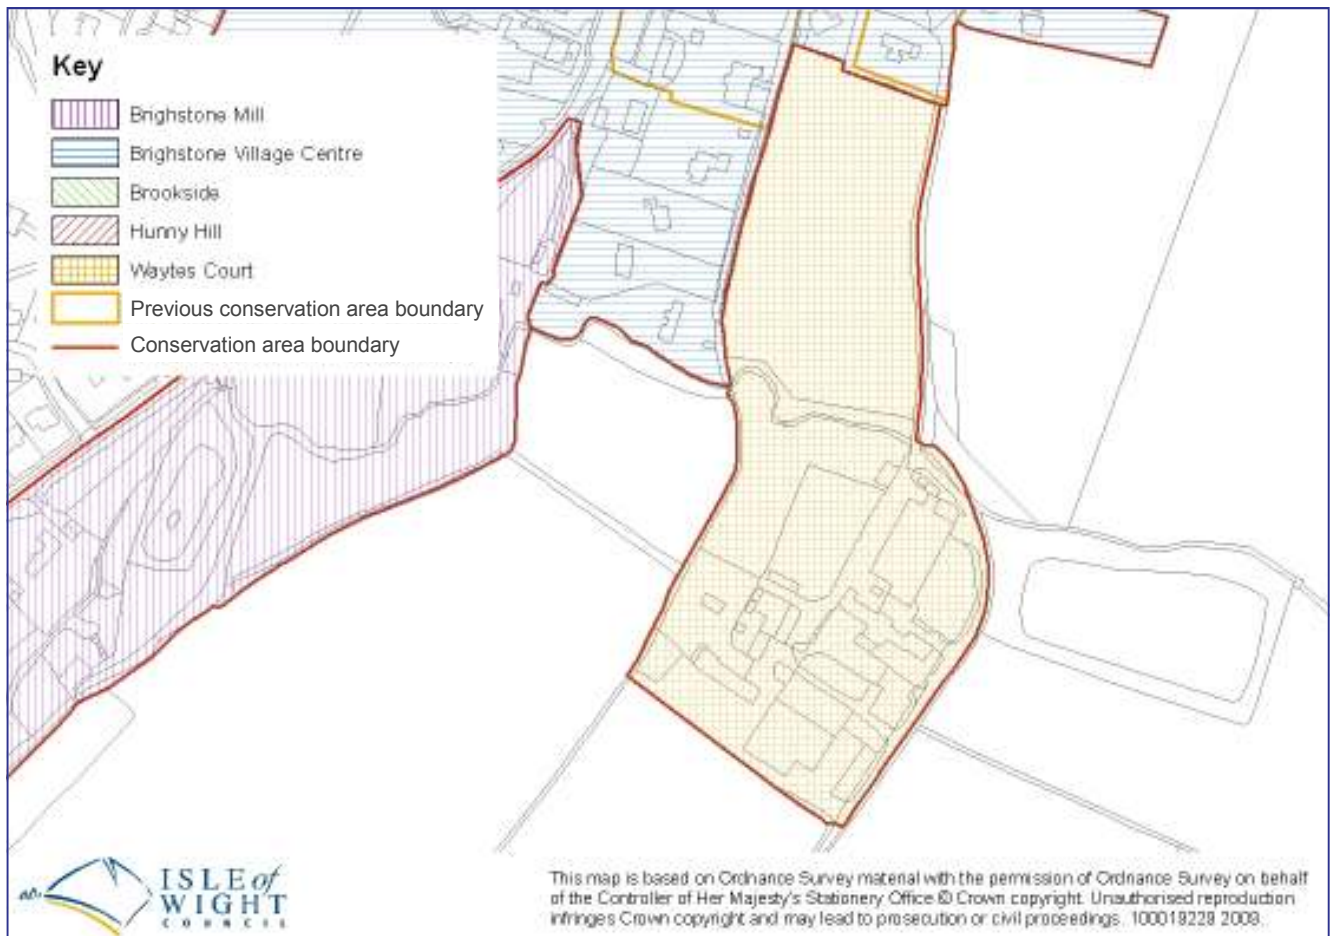 Key
Brighstone Mill
Brighstone Village Centre
Brookside
Hunny Hill
Waytes Court
Previous conservation area boundary
Conservation area boundary
ISLE of
WIGHT
COUNCIL
This map is based on Ordnance Survey material with the permission of Ordnance Survey on behalf
of the Controller of Her Majesty's Stationery Office © Crown copyright. Unauthorised reproduction
infringes Crown copyright and may lead to prosecution or civil proceedings. 100019229 2009.